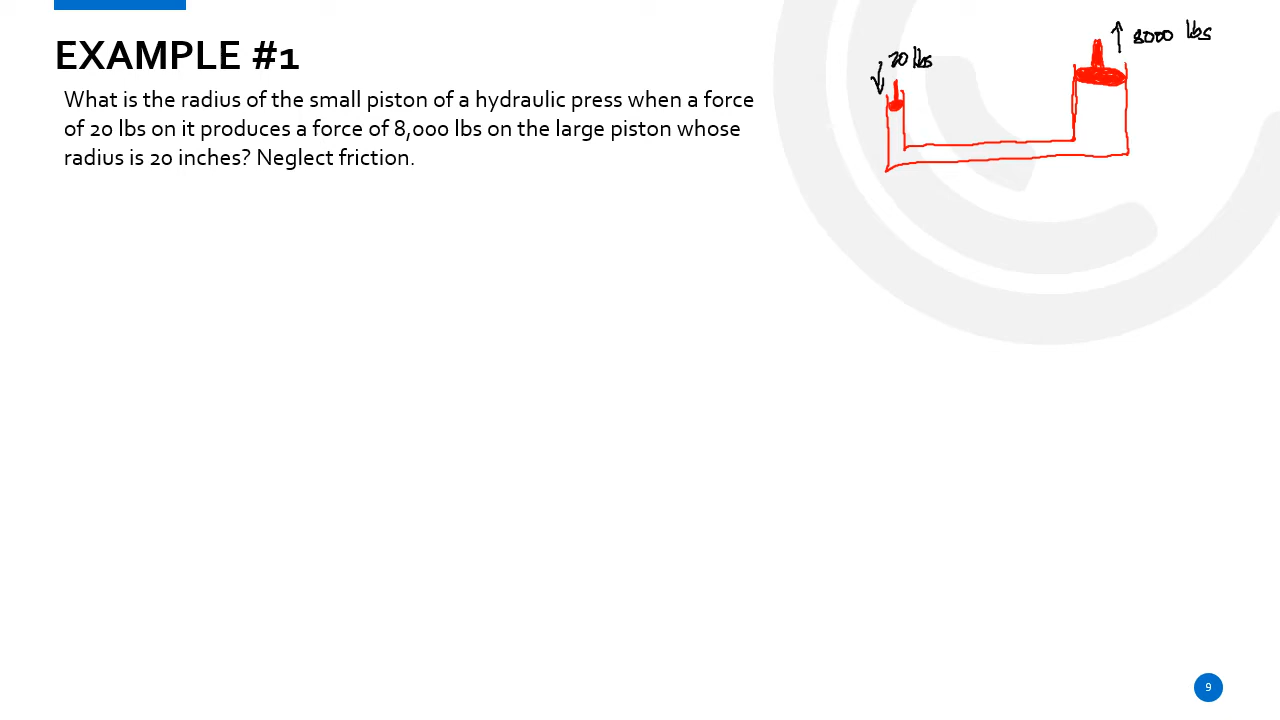 EXAMPLE #1
What is the radius of the small piston of a hydraulic press when a force
of 20 lbs on it produces a force of 8,000 lbs on the large piston whose
radius is 20 inches? Neglect friction.
20 lbs
8000 lbs
9